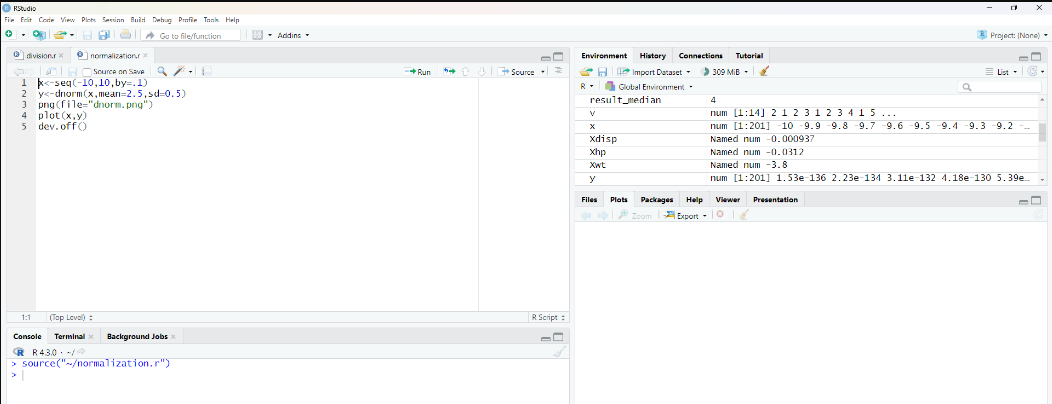 RStudio
File Edit Code View Plots Session Build Debug Profile Tools Help
Go to file/function Addins Project: (None)
division.r normalization.r
Source on Save Run Source
1 x<-seq(-10,10,by=.1)
2 y<-dnorm(x,mean=2.5,sd=0.5)
3 png(file="dnorm.png")
4 plot(x,y)
5 dev.off()
1:1 (Top Level) R Script
Console Terminal Background Jobs
R 4.3.0 · ~/
> source("~/normalization.r")
>
Environment History Connections Tutorial
Import Dataset 309 MiB List
R Global Environment
result_median 4
v num [1:14] 2 1 2 3 1 2 3 4 1 5 ...
x num [1:201] -10 -9.9 -9.8 -9.7 -9.6 -9.5 -9.4 -9.3 -9.2 -...
Xdisp Named num -0.000937
Xhp Named num -0.0312
Xwt Named num -3.8
y num [1:201] 1.53e-136 2.23e-134 3.11e-132 4.18e-130 5.39e...
Files Plots Packages Help Viewer Presentation
Zoom Export